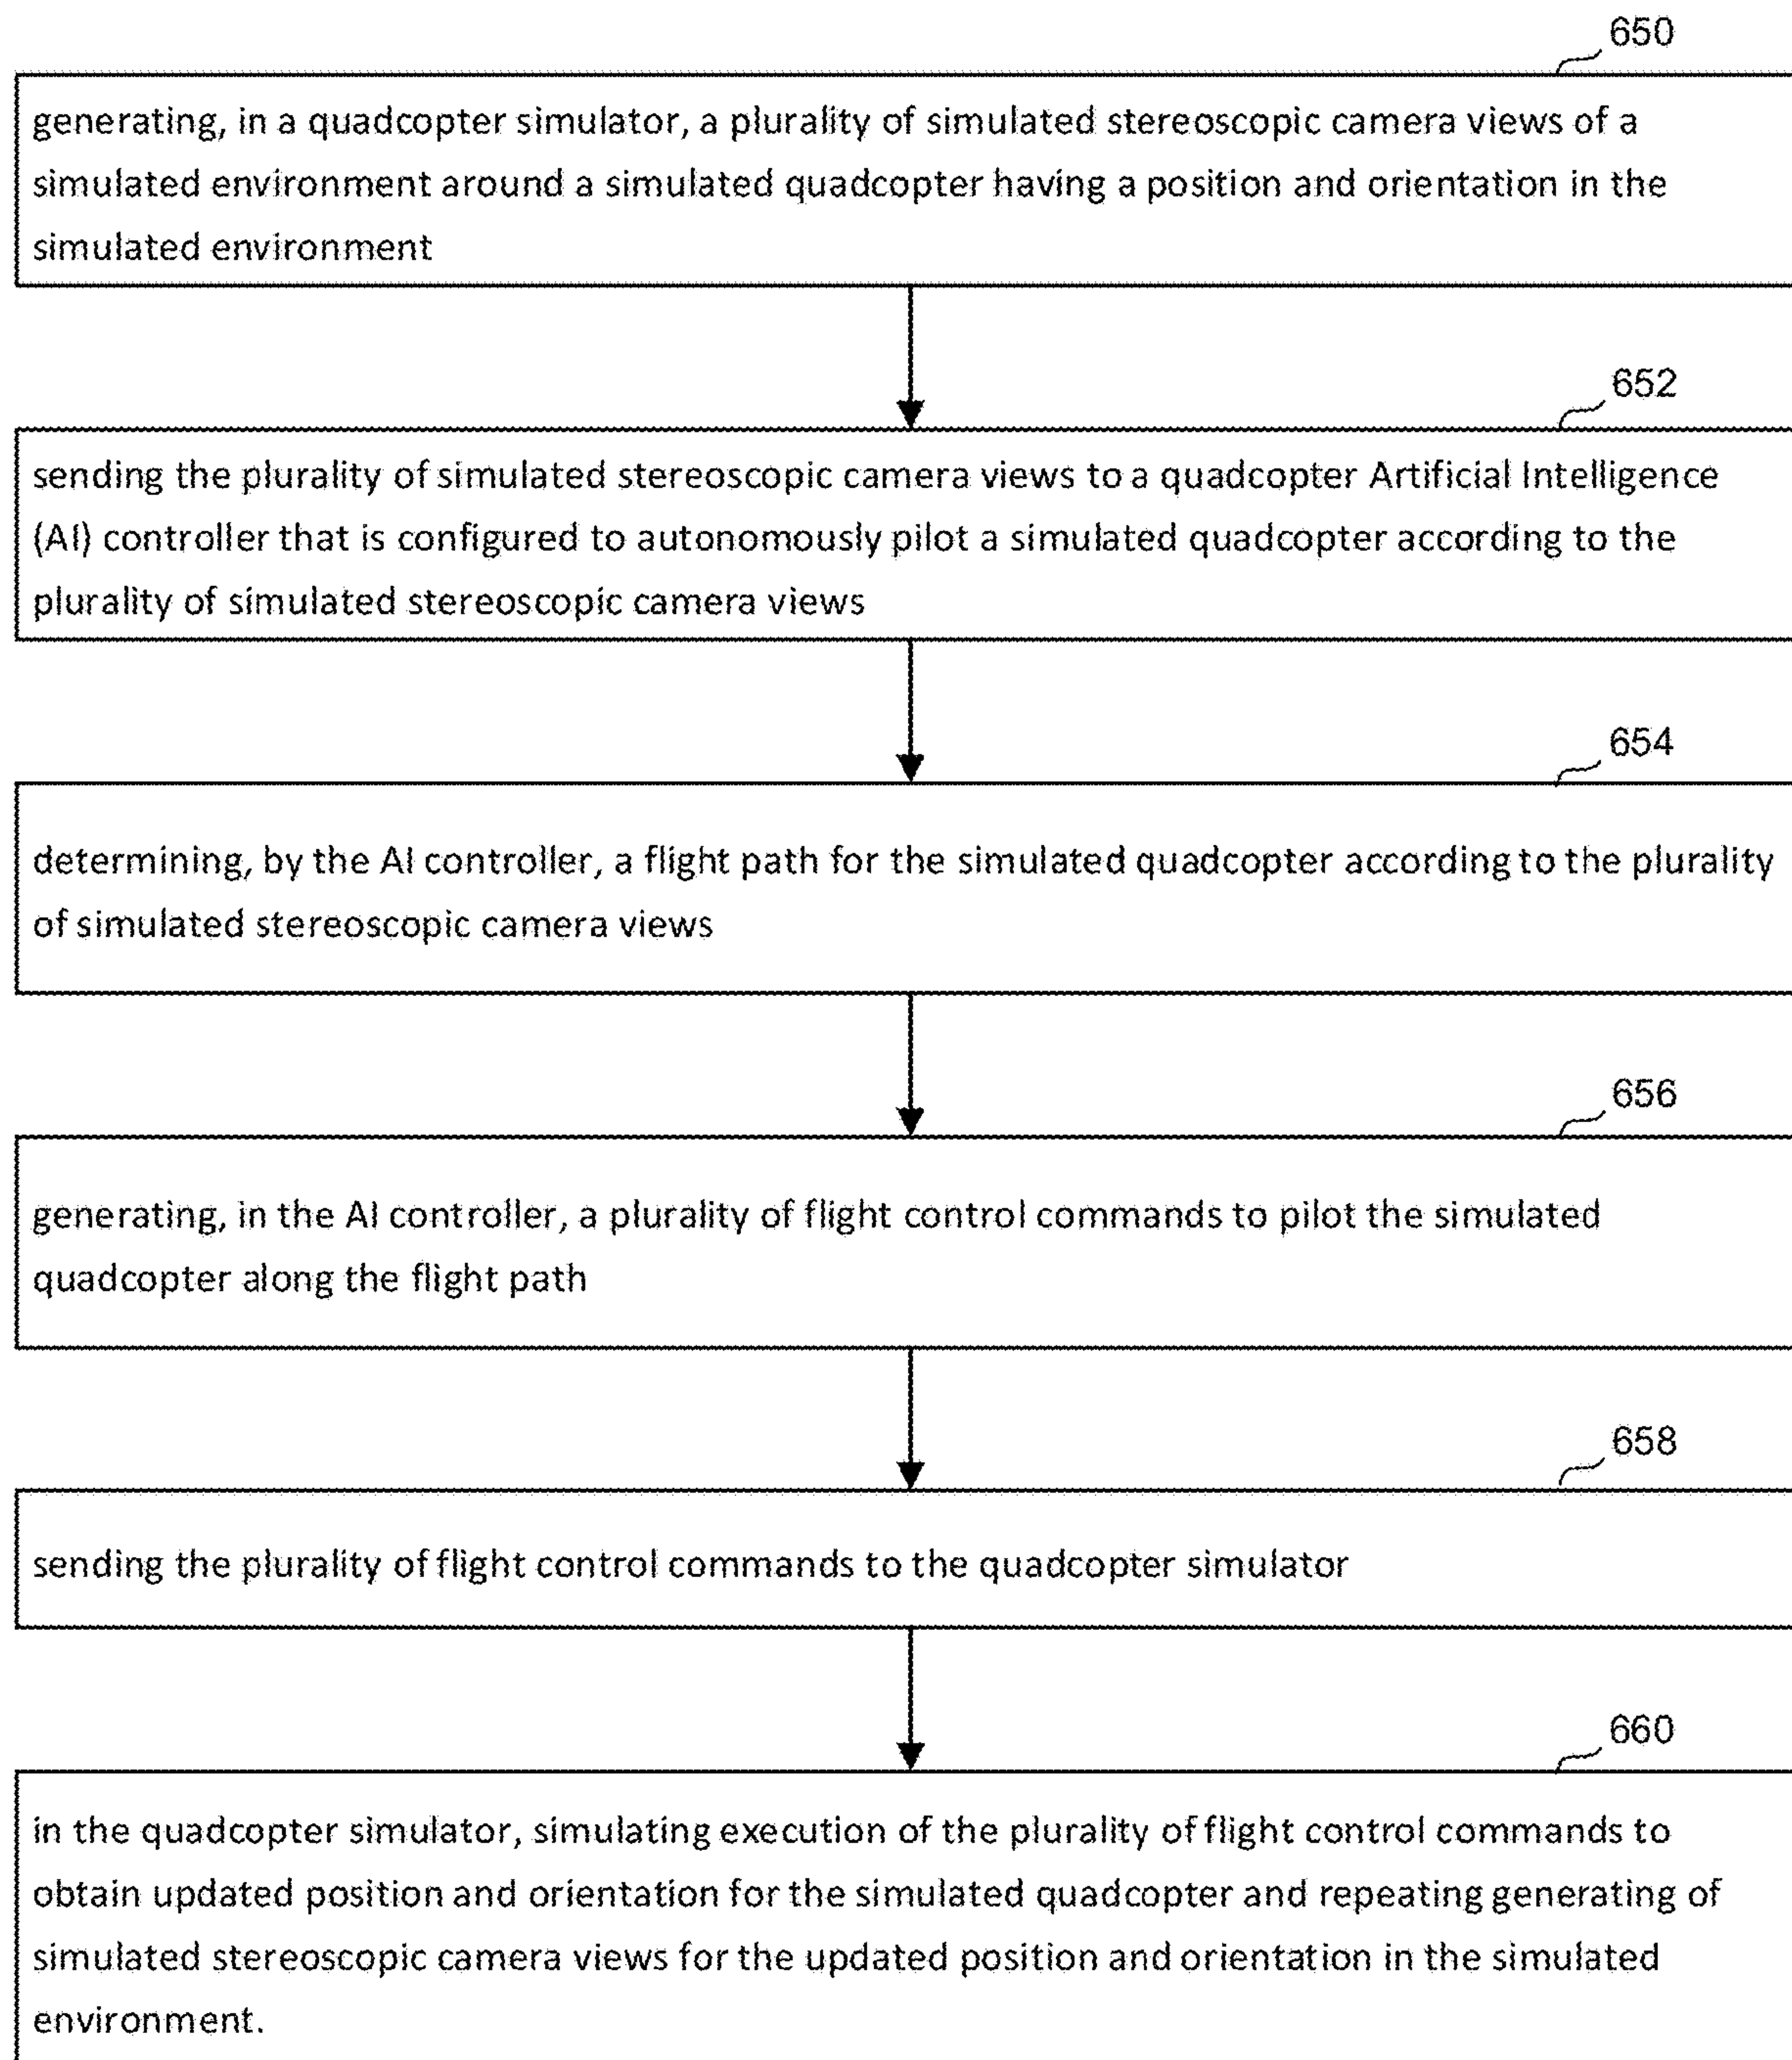 650
generating, in a quadcopter simulator, a plurality of simulated stereoscopic camera views of a
simulated environment around a simulated quadcopter having a position and orientation in the
simulated environment
652
sending the plurality of simulated stereoscopic camera views to a quadcopter Artificial Intelligence
(AI) controller that is configured to autonomously pilot a simulated quadcopter according to the
plurality of simulated stereoscopic camera views
654
determining, by the AI controller, a flight path for the simulated quadcopter according to the plurality
of simulated stereoscopic camera views
656
generating, in the AI controller, a plurality of flight control commands to pilot the simulated
quadcopter along the flight path
658
sending the plurality of flight control commands to the quadcopter simulator
660
in the quadcopter simulator, simulating execution of the plurality of flight control commands to
obtain updated position and orientation for the simulated quadcopter and repeating generating of
simulated stereoscopic camera views for the updated position and orientation in the simulated
environment.